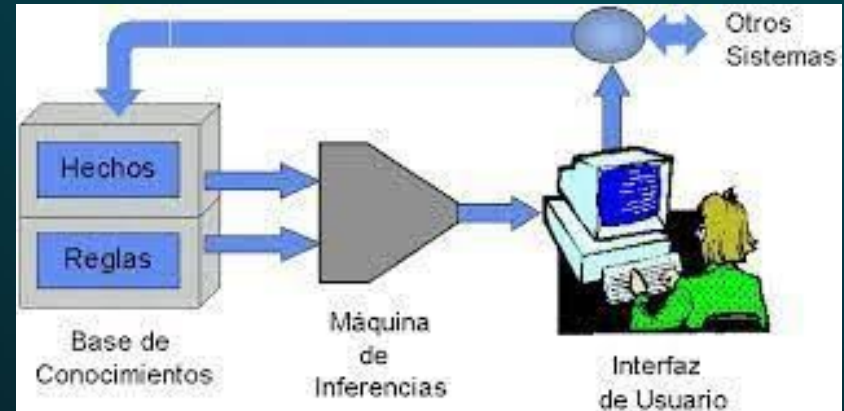 Otros
Sistemas
Hechos
Reglas
Base de
Conocimientos
Máquina
de
Inferencias
Interfaz
de Usuario